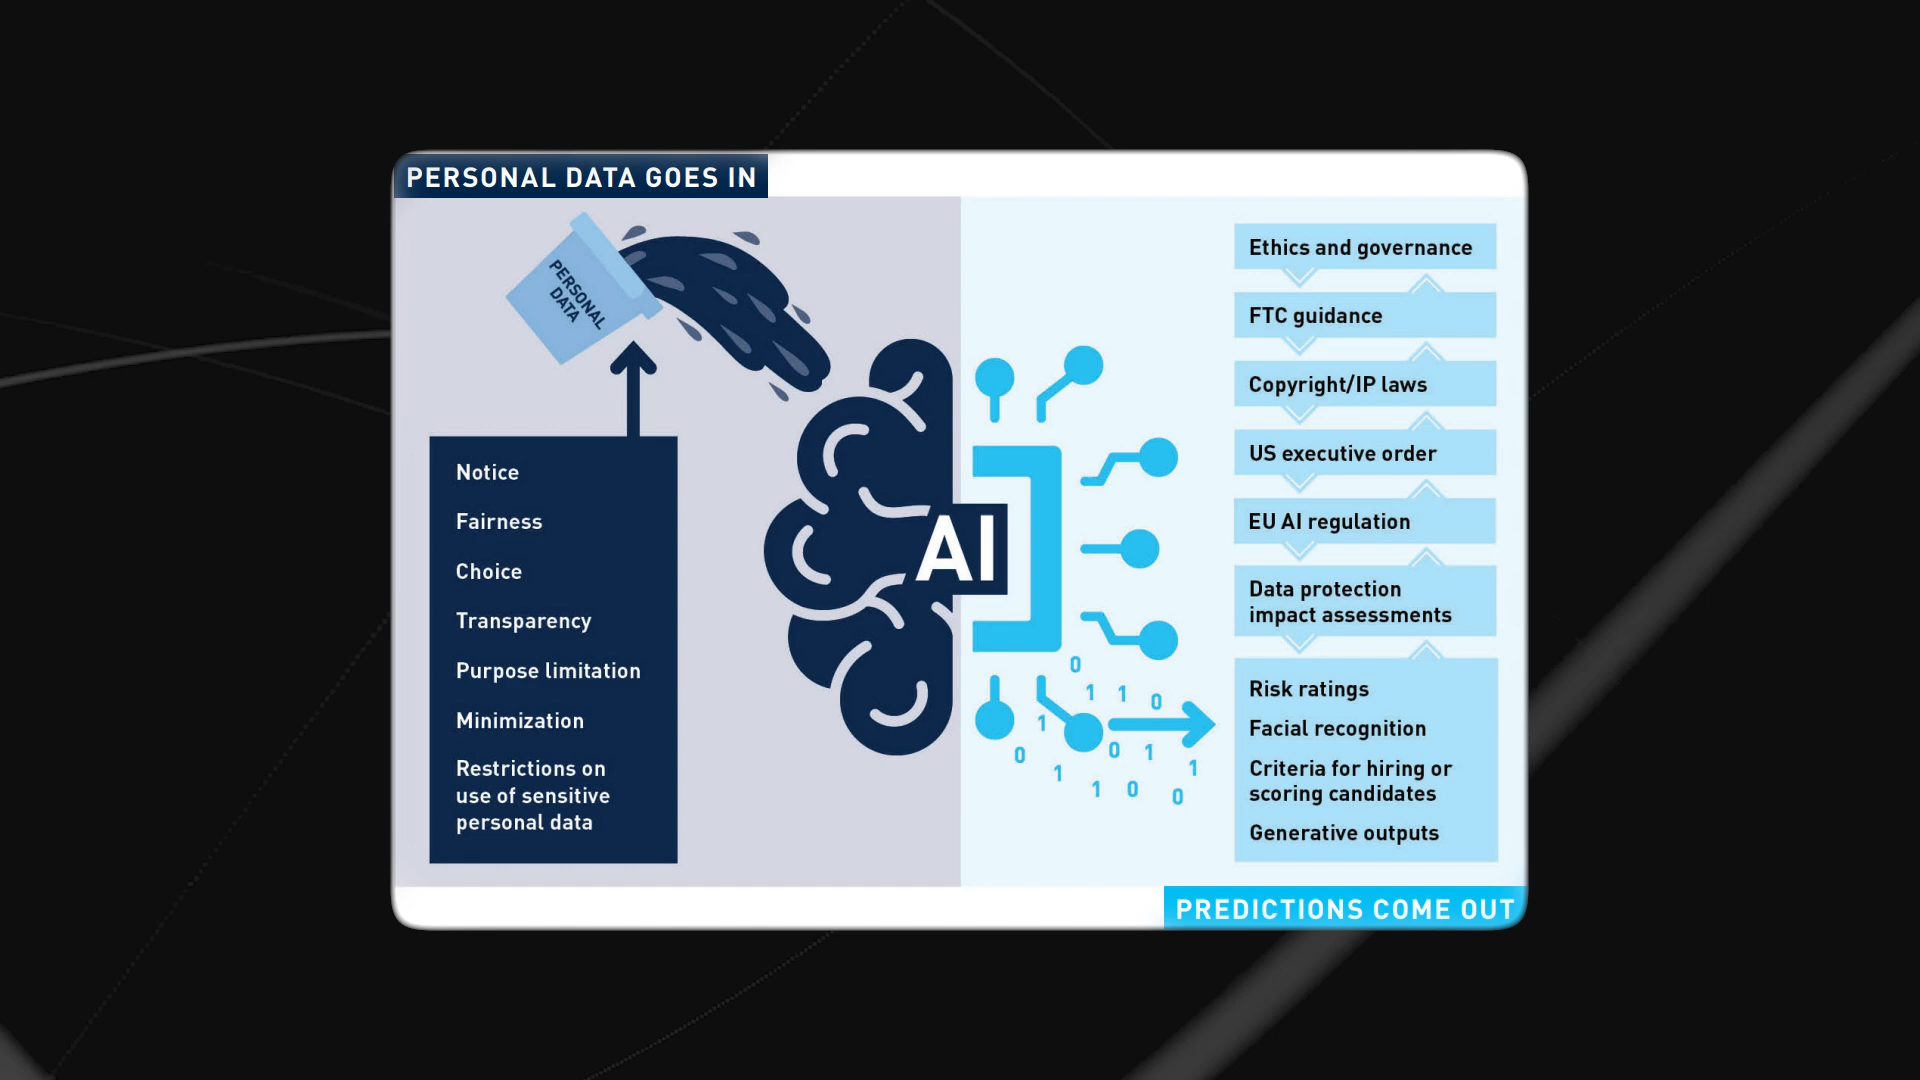 PERSONAL DATA GOES IN
PERSONAL
DATA
Notice
Fairness
Choice
Transparency
Purpose limitation
Minimization
Restrictions on
use of sensitive
personal data
AI
0
1 1 0
1
0 1
0 1 1
1 0 0
Ethics and governance
FTC guidance
Copyright/IP laws
US executive order
EU AI regulation
Data protection
impact assessments
Risk ratings
Facial recognition
Criteria for hiring or
scoring candidates
Generative outputs
PREDICTIONS COME OUT